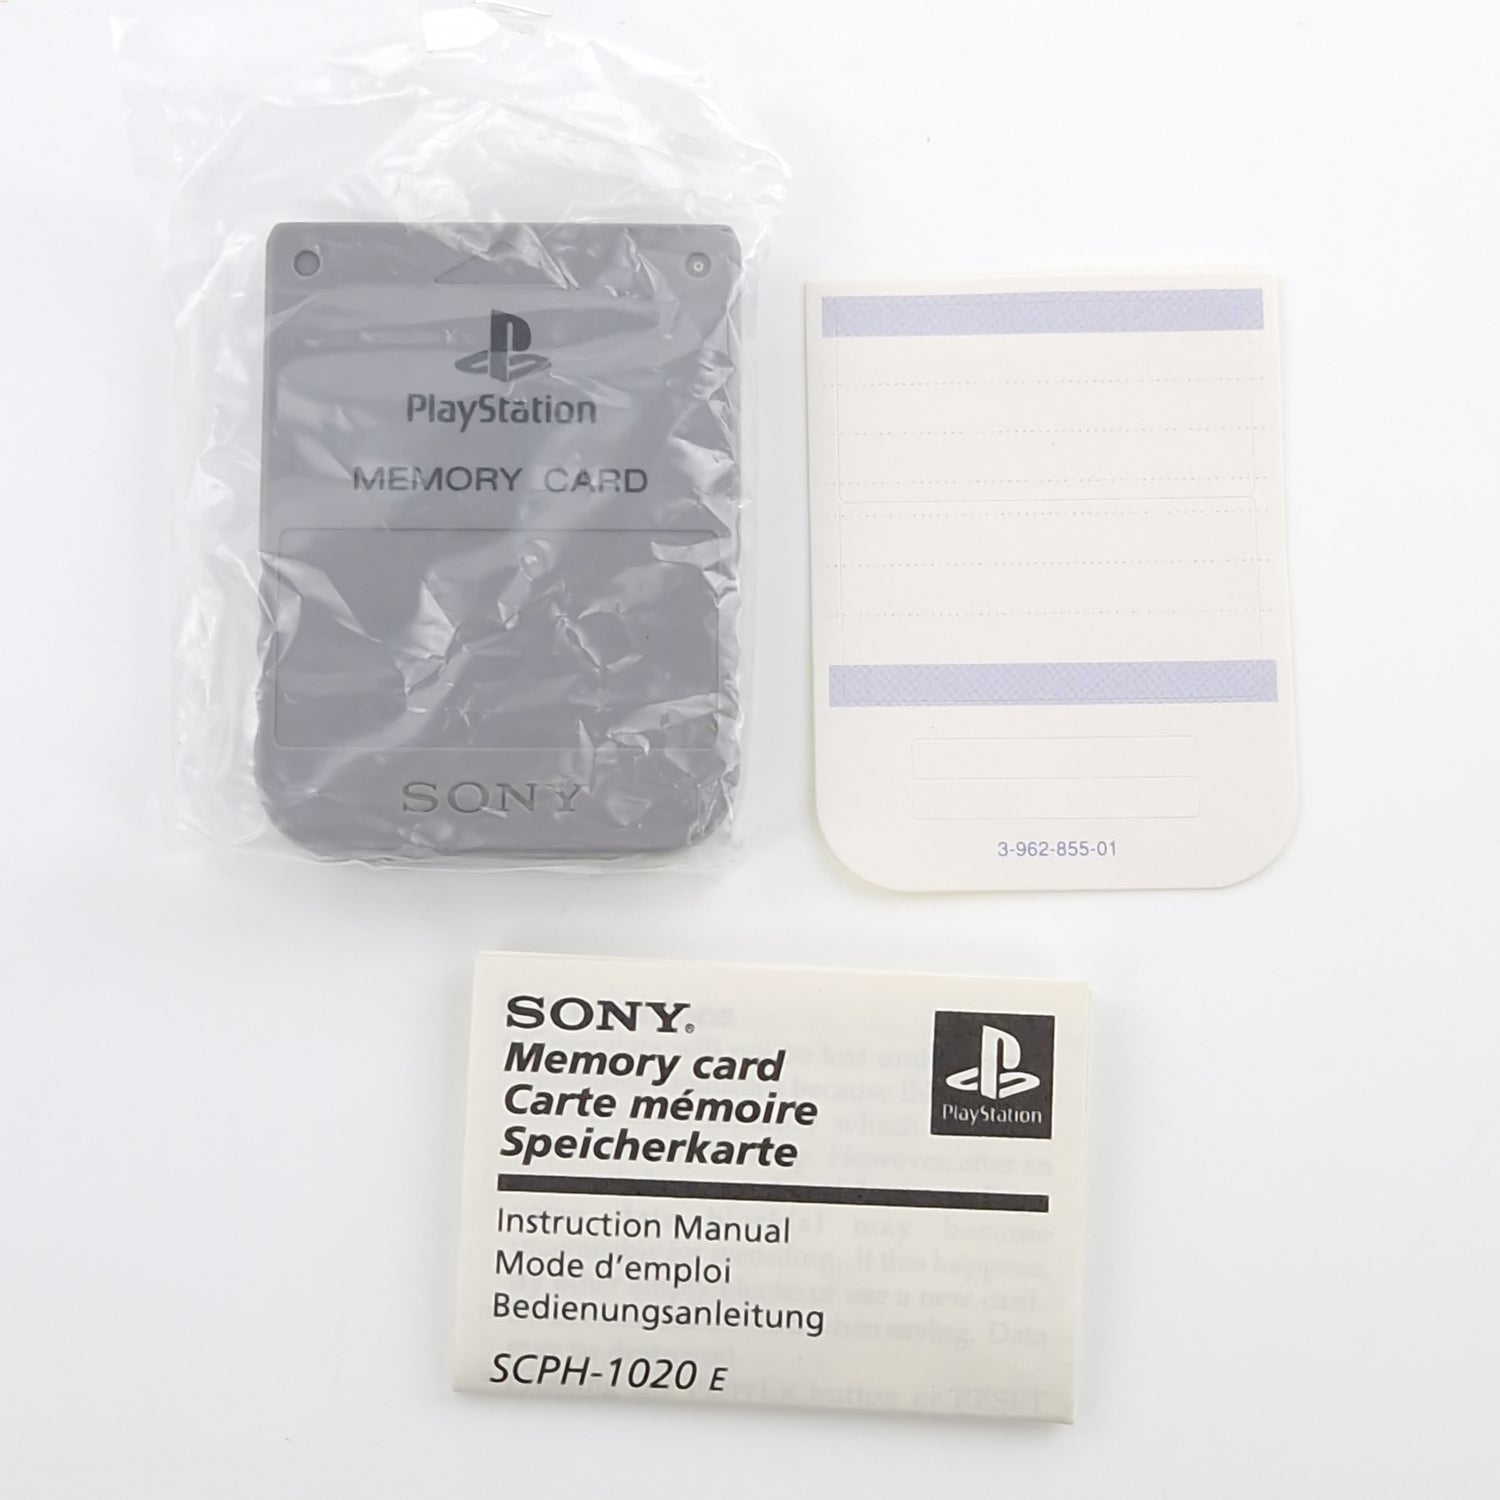 PlayStation
MEMORY CARD
SONY
3-962-855-01
SONY®
Memory card
Carte mémoire
Speicherkarte
PlayStation
Instruction Manual
Mode d'emploi
Bedienungsanleitung
SCPH-1020 E